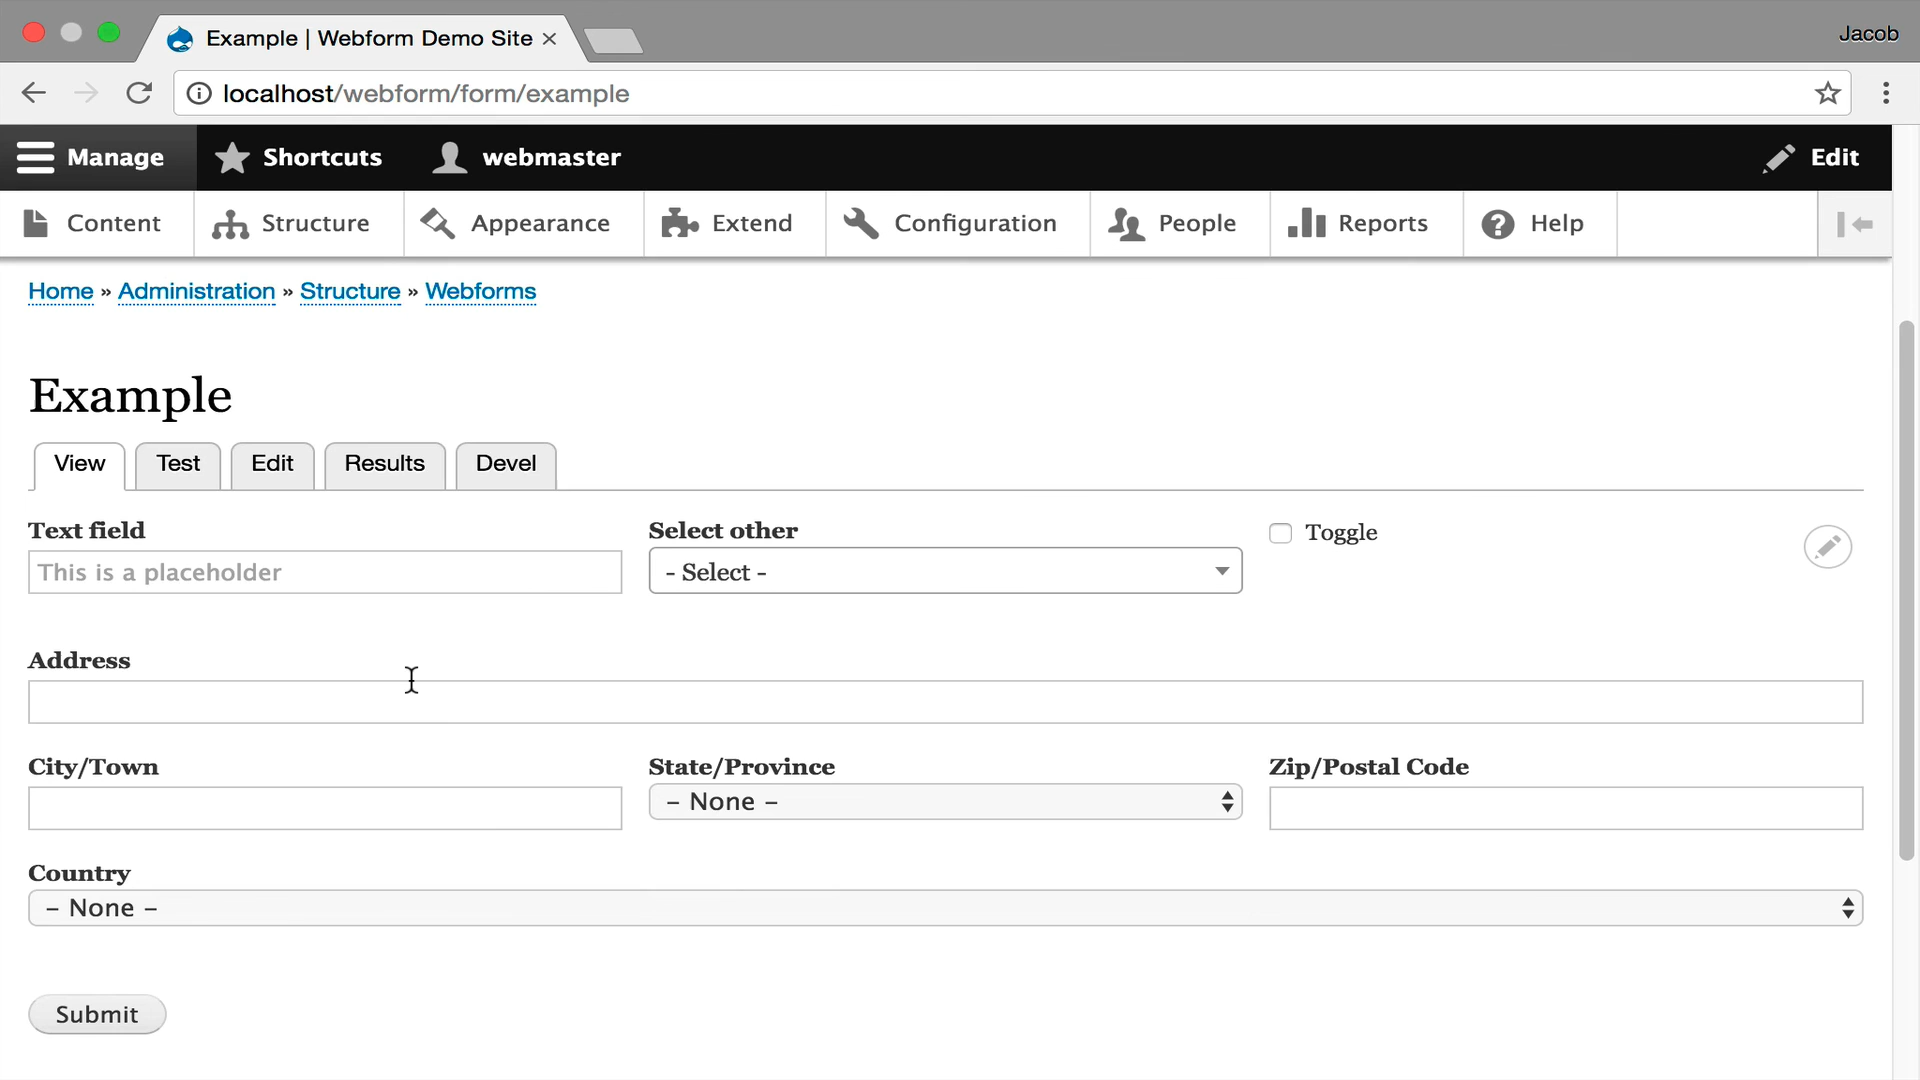 Example | Webform Demo Site
Jacob
localhost/webform/form/example
Manage Shortcuts webmaster Edit
Content Structure Appearance Extend Configuration People Reports Help
Home » Administration » Structure » Webforms
Example
View Test Edit Results Devel
Text field Select other Toggle
This is a placeholder - Select -
Address
City/Town State/Province Zip/Postal Code
– None –
Country
– None –
Submit